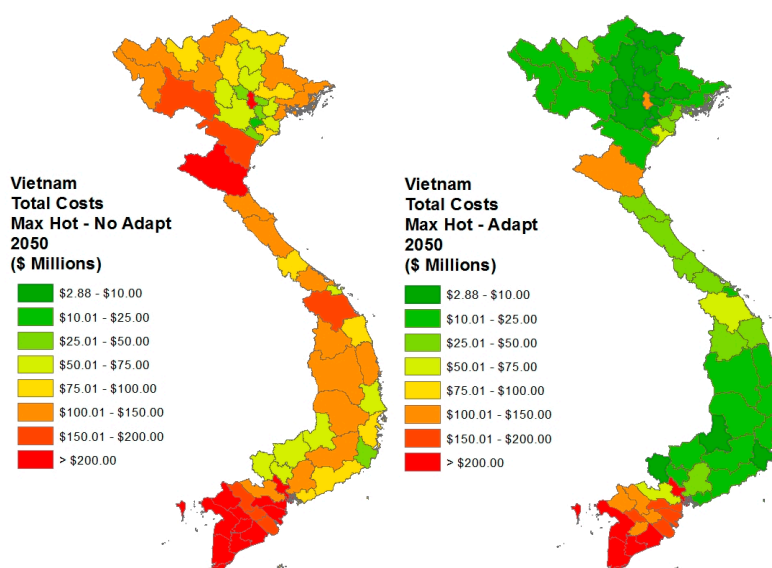 Vietnam
Total Costs
Max Hot - No Adapt
2050
($ Millions)
$2.88 - $10.00
$10.01 - $25.00
$25.01 - $50.00
$50.01 - $75.00
$75.01 - $100.00
$100.01 - $150.00
$150.01 - $200.00
> $200.00
Vietnam
Total Costs
Max Hot - Adapt
2050
($ Millions)
$2.88 - $10.00
$10.01 - $25.00
$25.01 - $50.00
$50.01 - $75.00
$75.01 - $100.00
$100.01 - $150.00
$150.01 - $200.00
> $200.00